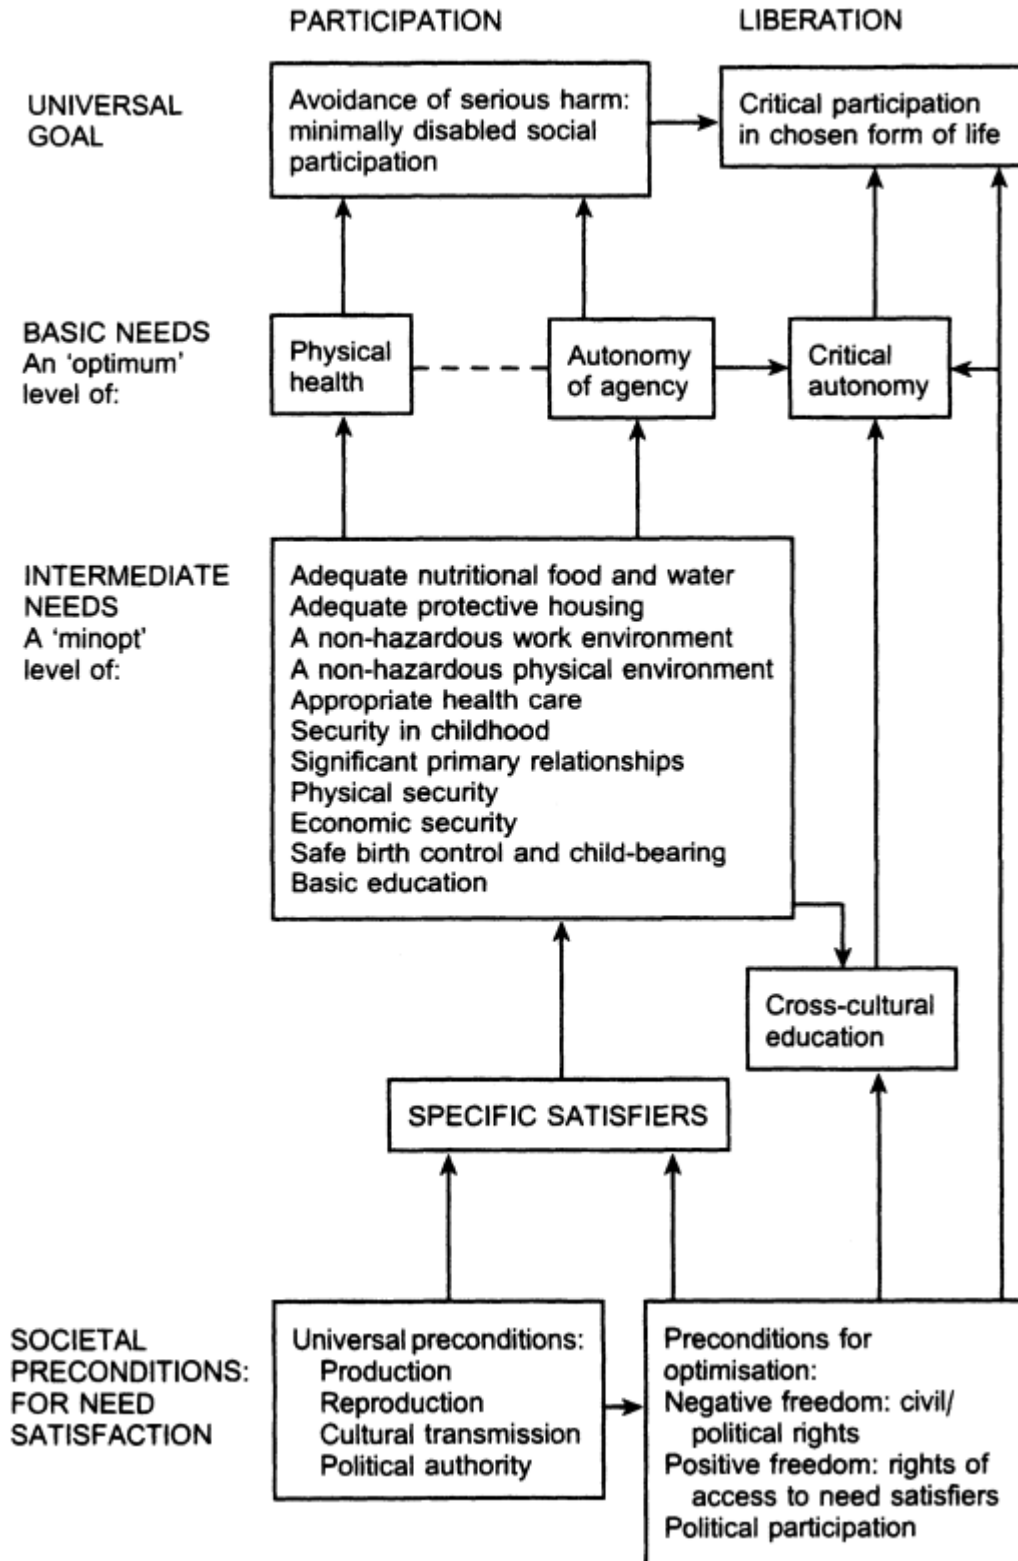 PARTICIPATION
LIBERATION
UNIVERSAL
GOAL
Avoidance of serious harm:
minimally disabled social
participation
Critical participation
in chosen form of life
BASIC NEEDS
An 'optimum'
level of:
Physical
health
Autonomy
of agency
Critical
autonomy
INTERMEDIATE
NEEDS
A 'minopt'
level of:
Adequate nutritional food and water
Adequate protective housing
A non-hazardous work environment
A non-hazardous physical environment
Appropriate health care
Security in childhood
Significant primary relationships
Physical security
Economic security
Safe birth control and child-bearing
Basic education
Cross-cultural
education
SPECIFIC SATISFIERS
SOCIETAL
PRECONDITIONS:
FOR NEED
SATISFACTION
Universal preconditions:
Production
Reproduction
Cultural transmission
Political authority
Preconditions for
optimisation:
Negative freedom: civil/
political rights
Positive freedom: rights of
access to need satisfiers
Political participation